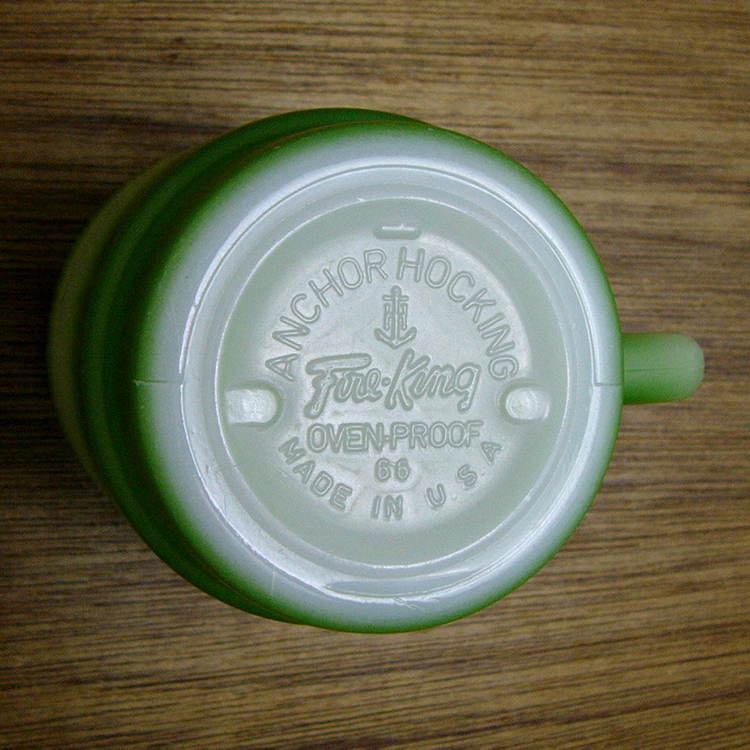 ANCHOR HOCKING
Fire-King
OVEN-PROOF
66
MADE IN U.S.A